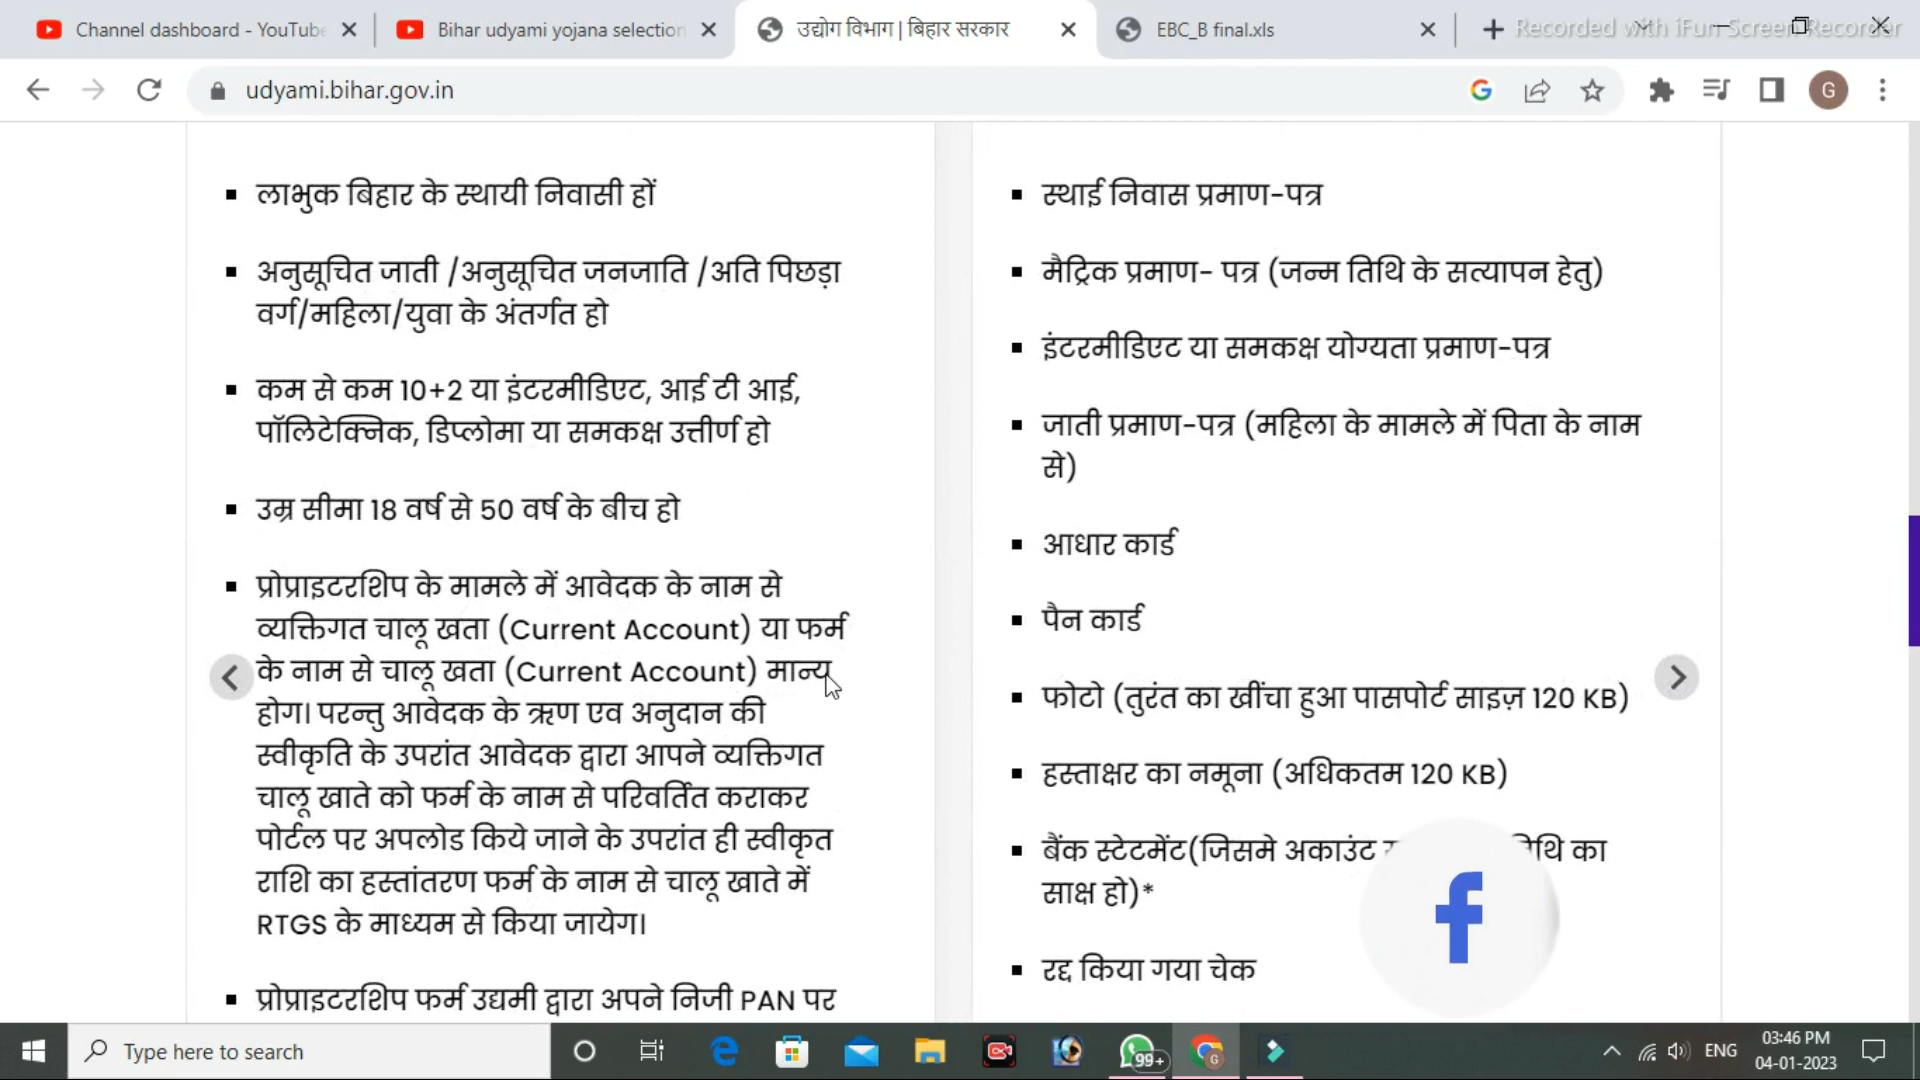 Channel dashboard - YouTube
Bihar udyami yojana selection
उद्योग विभाग | बिहार सरकार
EBC_B final.xls
Recorded with iFun Screen Recorder
udyami.bihar.gov.in
G
लाभुक बिहार के स्थायी निवासी हों
अनुसूचित जाती /अनुसूचित जनजाति /अति पिछड़ा
वर्ग/महिला/युवा के अंतर्गत हो
कम से कम 10+2 या इंटरमीडिएट, आई टी आई,
पॉलिटेक्निक, डिप्लोमा या समकक्ष उत्तीर्ण हो
उम्र सीमा 18 वर्ष से 50 वर्ष के बीच हो
प्रोप्राइटरशिप के मामले में आवेदक के नाम से
व्यक्तिगत चालू खता (Current Account) या फर्म
के नाम से चालू खता (Current Account) मान्य
होग। परन्तु आवेदक के ऋण एव अनुदान की
स्वीकृति के उपरांत आवेदक द्वारा आपने व्यक्तिगत
चालू खाते को फर्म के नाम से परिवर्तित कराकर
पोर्टल पर अपलोड किये जाने के उपरांत ही स्वीकृत
राशि का हस्तांतरण फर्म के नाम से चालू खाते में
RTGS के माध्यम से किया जायेग।
प्रोप्राइटरशिप फर्म उद्यमी द्वारा अपने निजी PAN पर
स्थाई निवास प्रमाण-पत्र
मैट्रिक प्रमाण- पत्र (जन्म तिथि के सत्यापन हेतु)
इंटरमीडिएट या समकक्ष योग्यता प्रमाण-पत्र
जाती प्रमाण-पत्र (महिला के मामले में पिता के नाम
से)
आधार कार्ड
पैन कार्ड
फोटो (तुरंत का खींचा हुआ पासपोर्ट साइज़ 120 KB)
हस्ताक्षर का नमूना (अधिकतम 120 KB)
बैंक स्टेटमेंट(जिसमे अकाउंट का
साक्ष हो)*
रद्द किया गया चेक
Type here to search
99+
G
ENG
03:46 PM
04-01-2023